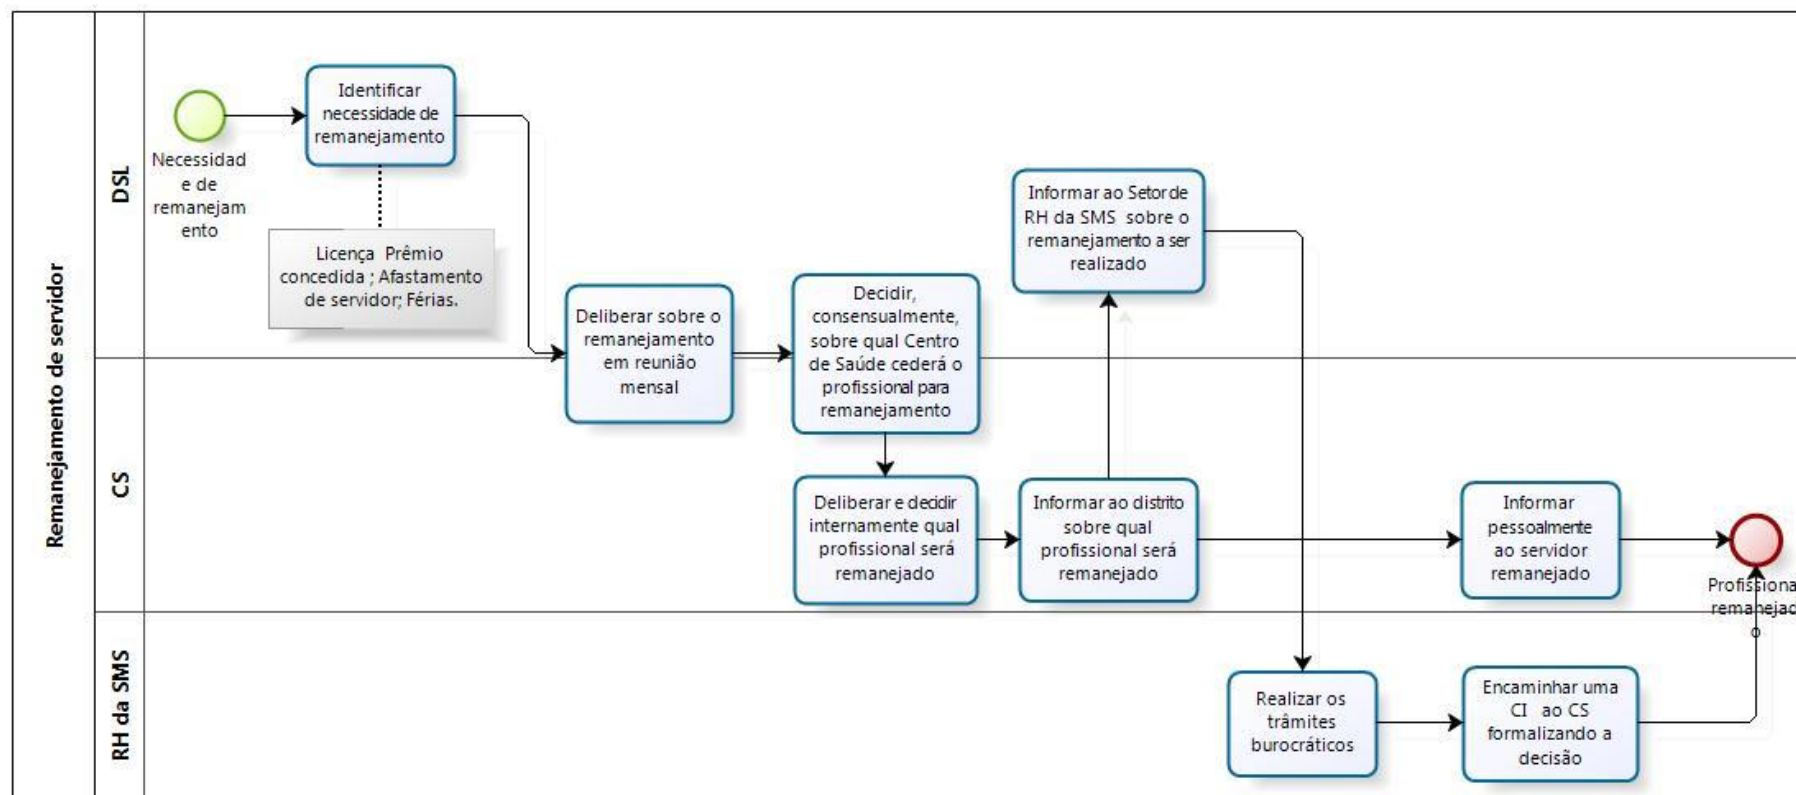 Remanejamento de servidor
DSL
CS
RH da SMS
Necessidad
e de
remanejam
ento
Identificar
necessidade de
remanejamento
Licença Prêmio
concedida ; Afastamento
de servidor; Férias.
Deliberar sobre o
remanejamento
em reunião
mensal
Decidir,
consensualmente,
sobre qual Centro
de Saúde cederá o
profissional para
remanejamento
Deliberar e decidir
internamente qual
profissional será
remanejado
Informar ao distrito
sobre qual
profissional será
remanejado
Informar ao Setor de
RH da SMS sobre o
remanejamento a ser
realizado
Realizar os
trâmites
burocráticos
Encaminhar uma
CI ao CS
formalizando a
decisão
Informar
pessoalmente
ao servidor
remanejado
Profissiona
remanejad
o